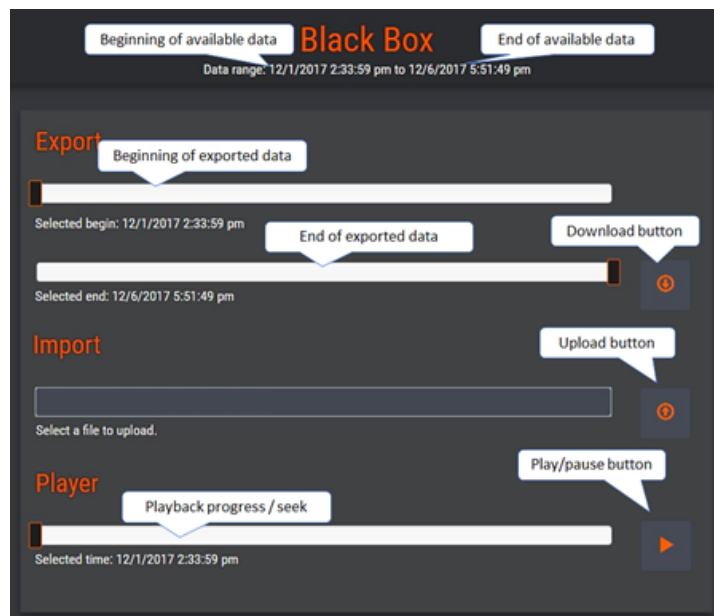 Beginning of available data
Black Box
End of available data
Data range: 12/1/2017 2:33:59 pm to 12/6/2017 5:51:49 pm
Export
Beginning of exported data
Selected begin: 12/1/2017 2:33:59 pm
End of exported data
Download button
Selected end: 12/6/2017 5:51:49 pm
Import
Upload button
Select a file to upload.
Play/pause button
Player
Playback progress / seek
Selected time: 12/1/2017 2:33:59 pm